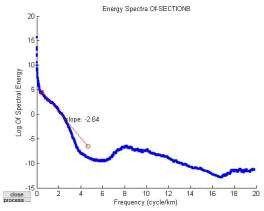 Energy Spectra Of-SECTIONB
20
15
10
5
0
-5
-10
-15
Log Of Spectral Energy
slope: -2.64
0 2 4 6 8 10 12 14 16 18 20
Frequency (cycle/km)
close
process...